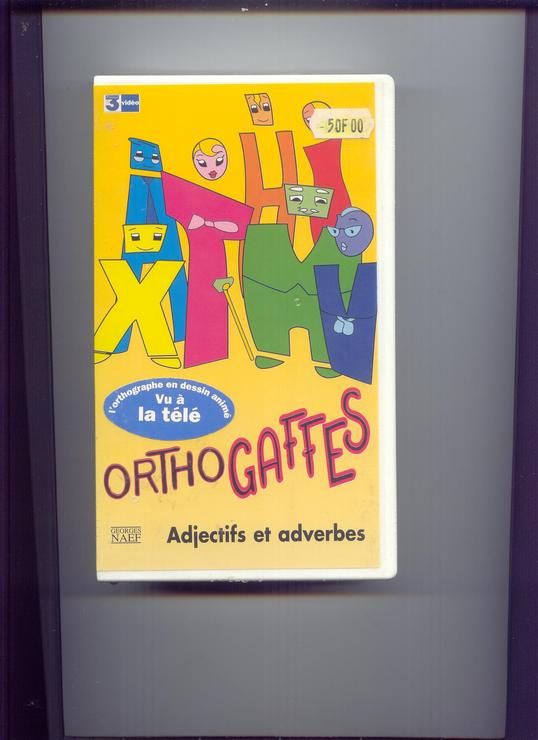 3 vidéo
50F00
l'orthographe en dessin animé
Vu à
la télé
ORTHOGAFFES
GEORGES
NAEF
Adjectifs et adverbes